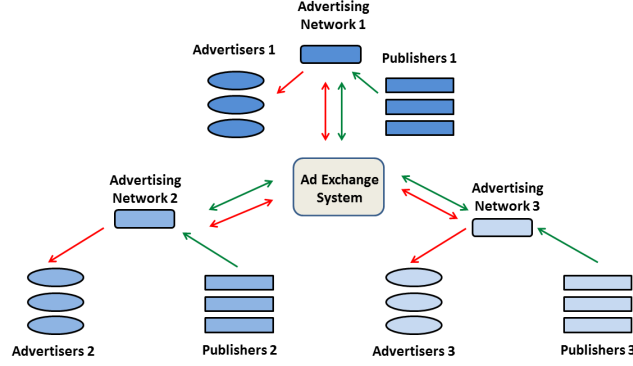 Advertising
Network 1
Advertisers 1
Publishers 1
Ad Exchange
System
Advertising
Network 2
Advertising
Network 3
Advertisers 2
Publishers 2
Advertisers 3
Publishers 3